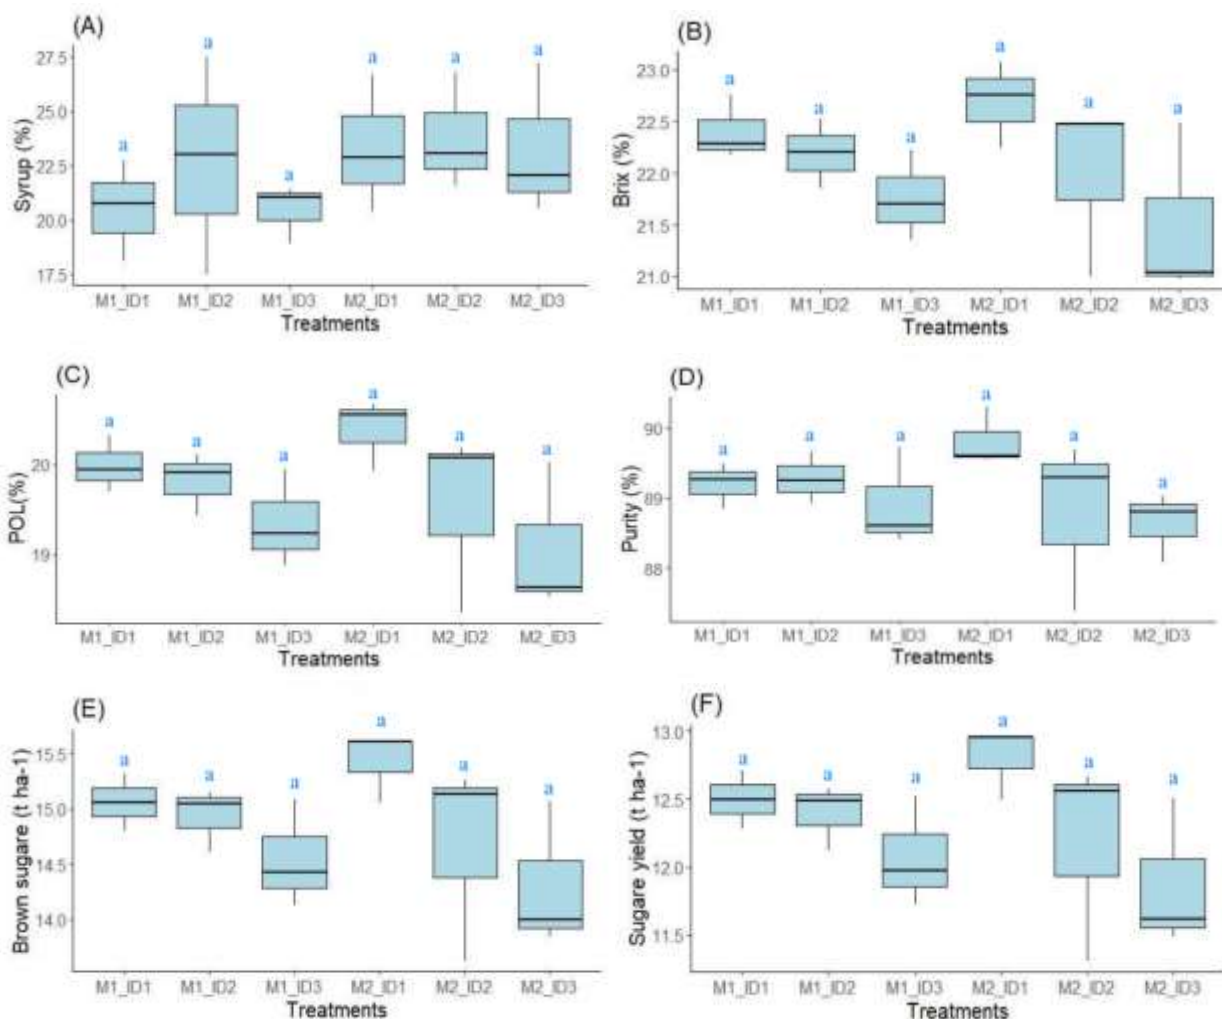 (A)
a a a a a a
Syrup (%)
27.5
25.0
22.5
20.0
17.5
M1_ID1 M1_ID2 M1_ID3 M2_ID1 M2_ID2 M2_ID3
Treatments
(B)
a a a a a a
Brix (%)
23.0
22.5
22.0
21.5
21.0
M1_ID1 M1_ID2 M1_ID3 M2_ID1 M2_ID2 M2_ID3
Treatments
(C)
a a a a a a
POL(%)
20
19
M1_ID1 M1_ID2 M1_ID3 M2_ID1 M2_ID2 M2_ID3
Treatments
(D)
a a a a a a
Purity (%)
90
89
88
M1_ID1 M1_ID2 M1_ID3 M2_ID1 M2_ID2 M2_ID3
Treatments
(E)
a a a a a a
Brown sugare (t ha-1)
15.5
15.0
14.5
14.0
M1_ID1 M1_ID2 M1_ID3 M2_ID1 M2_ID2 M2_ID3
Treatments
(F)
a a a a a a
Sugare yield (t ha-1)
13.0
12.5
12.0
11.5
M1_ID1 M1_ID2 M1_ID3 M2_ID1 M2_ID2 M2_ID3
Treatments